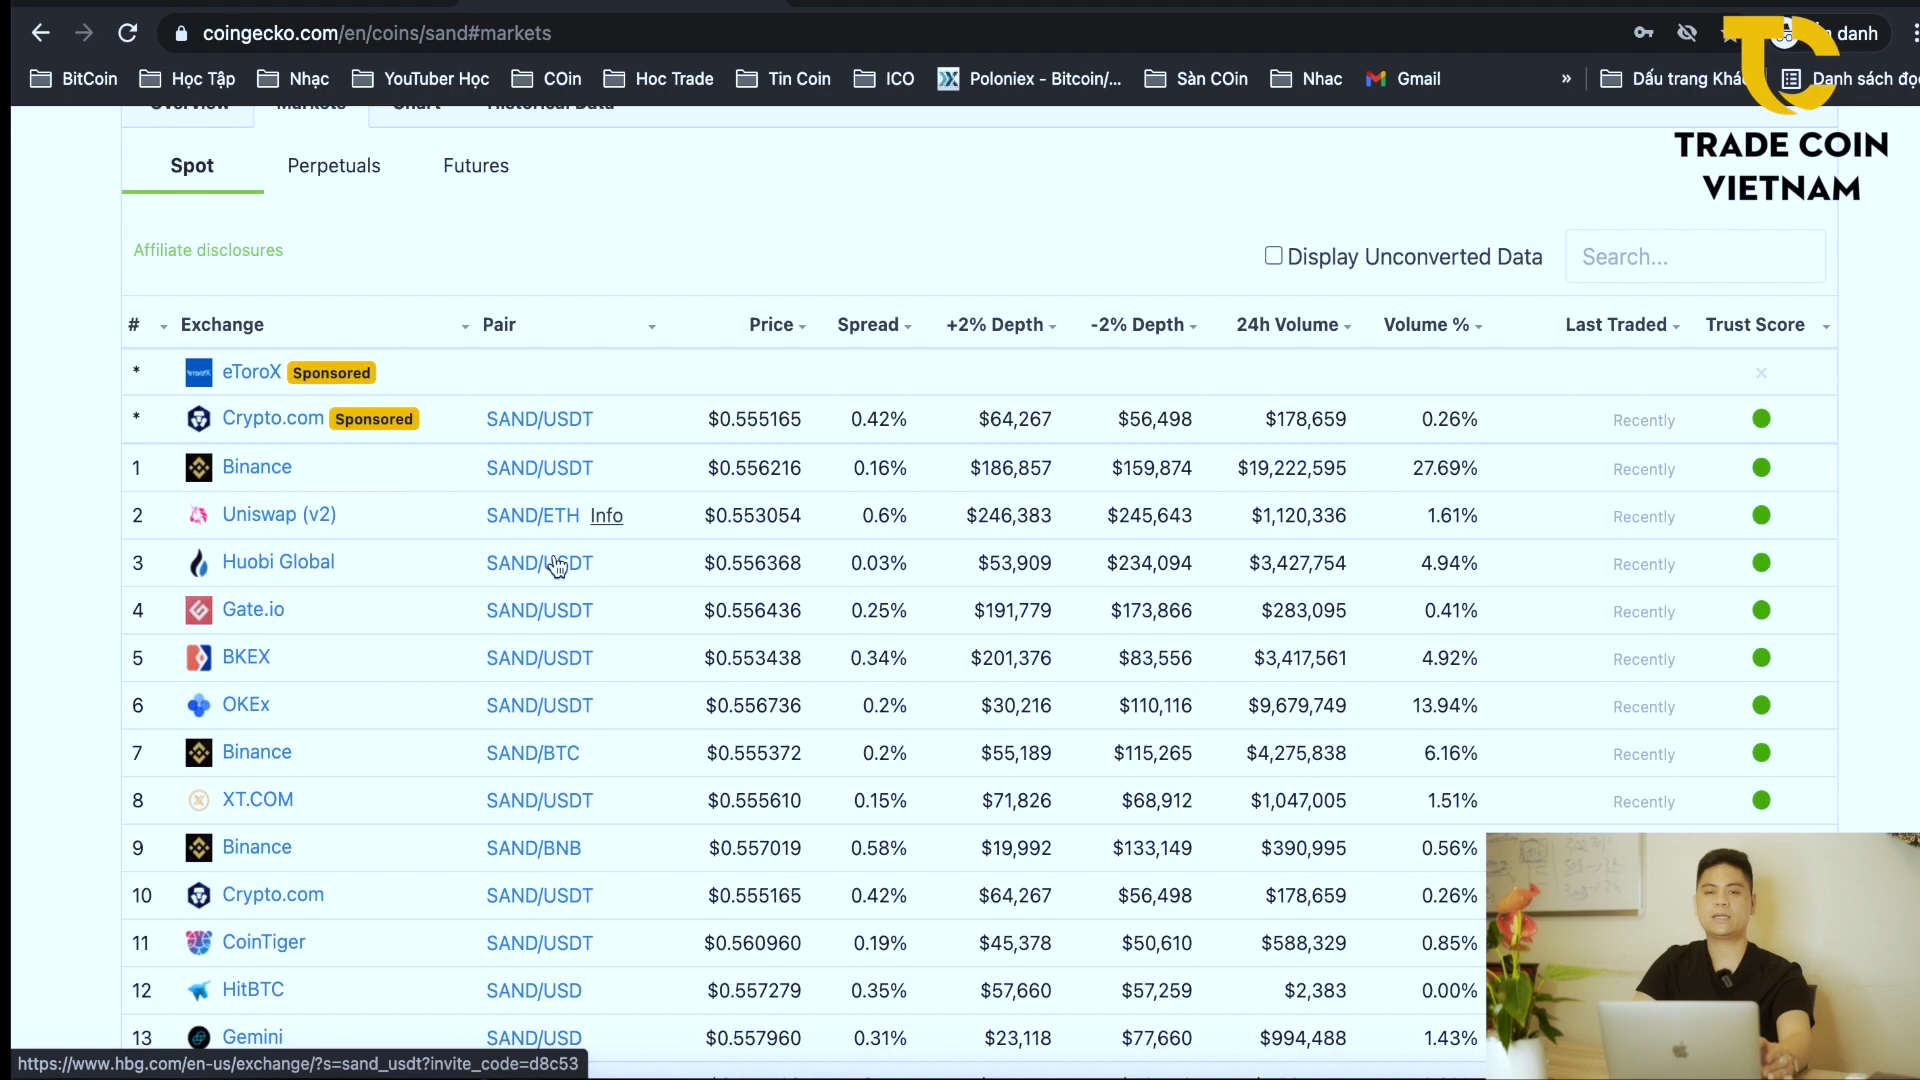 coingecko.com/en/coins/sand#markets
danh
BitCoin Học Tập Nhạc YouTuber Học COin Hoc Trade Tin Coin ICO Poloniex - Bitcoin/... Sàn COin Nhac Gmail » Dấu trang Khá Danh sách đọ
Overview Markets Chart Historical Data
TRADE COIN
VIETNAM
Spot Perpetuals Futures
Affiliate disclosures
Display Unconverted Data Search...
# Exchange Pair Price Spread +2% Depth -2% Depth 24h Volume Volume % Last Traded Trust Score
* eToroX Sponsored ×
* Crypto.com Sponsored SAND/USDT $0.555165 0.42% $64,267 $56,498 $178,659 0.26% Recently
1 Binance SAND/USDT $0.556216 0.16% $186,857 $159,874 $19,222,595 27.69% Recently
2 Uniswap (v2) SAND/ETH Info $0.553054 0.6% $246,383 $245,643 $1,120,336 1.61% Recently
3 Huobi Global SAND/USDT $0.556368 0.03% $53,909 $234,094 $3,427,754 4.94% Recently
4 Gate.io SAND/USDT $0.556436 0.25% $191,779 $173,866 $283,095 0.41% Recently
5 BKEX SAND/USDT $0.553438 0.34% $201,376 $83,556 $3,417,561 4.92% Recently
6 OKEx SAND/USDT $0.556736 0.2% $30,216 $110,116 $9,679,749 13.94% Recently
7 Binance SAND/BTC $0.555372 0.2% $55,189 $115,265 $4,275,838 6.16% Recently
8 XT.COM SAND/USDT $0.555610 0.15% $71,826 $68,912 $1,047,005 1.51% Recently
9 Binance SAND/BNB $0.557019 0.58% $19,992 $133,149 $390,995 0.56%
10 Crypto.com SAND/USDT $0.555165 0.42% $64,267 $56,498 $178,659 0.26%
11 CoinTiger SAND/USDT $0.560960 0.19% $45,378 $50,610 $588,329 0.85%
12 HitBTC SAND/USD $0.557279 0.35% $57,660 $57,259 $2,383 0.00%
13 Gemini SAND/USD $0.557960 0.31% $23,118 $77,660 $994,488 1.43%
https://www.hbg.com/en-us/exchange/?s=sand_usdt?invite_code=d8c53